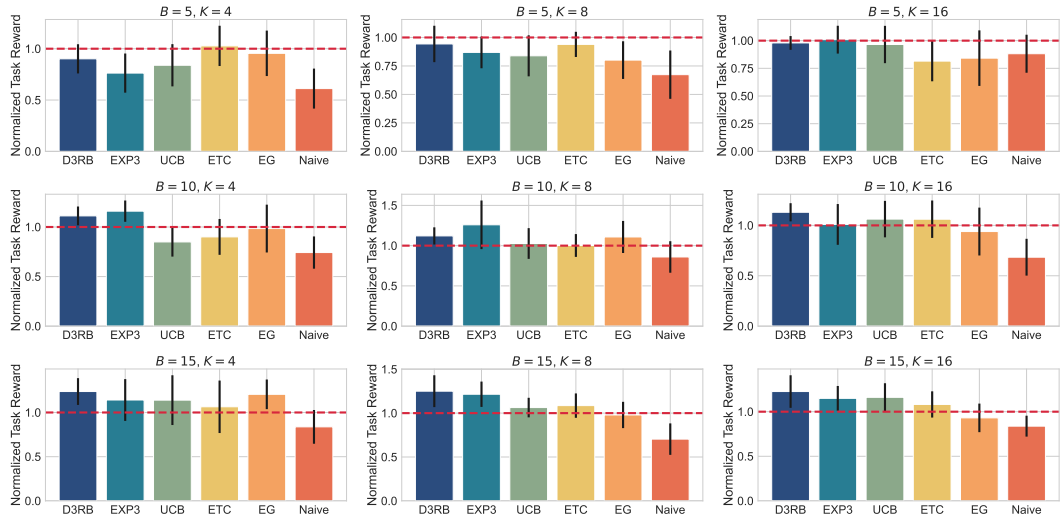 B = 5, K = 4
Normalized Task Reward
1.0
0.5
0.0
D3RB EXP3 UCB ETC EG Naive
B = 5, K = 8
Normalized Task Reward
1.00
0.75
0.50
0.25
0.00
D3RB EXP3 UCB ETC EG Naive
B = 5, K = 16
Normalized Task Reward
1.00
0.75
0.50
0.25
0.00
D3RB EXP3 UCB ETC EG Naive
B = 10, K = 4
Normalized Task Reward
1.0
0.5
0.0
D3RB EXP3 UCB ETC EG Naive
B = 10, K = 8
Normalized Task Reward
1.5
1.0
0.5
0.0
D3RB EXP3 UCB ETC EG Naive
B = 10, K = 16
Normalized Task Reward
1.0
0.5
0.0
D3RB EXP3 UCB ETC EG Naive
B = 15, K = 4
Normalized Task Reward
1.0
0.5
0.0
D3RB EXP3 UCB ETC EG Naive
B = 15, K = 8
Normalized Task Reward
1.5
1.0
0.5
0.0
D3RB EXP3 UCB ETC EG Naive
B = 15, K = 16
Normalized Task Reward
1.0
0.5
0.0
D3RB EXP3 UCB ETC EG Naive